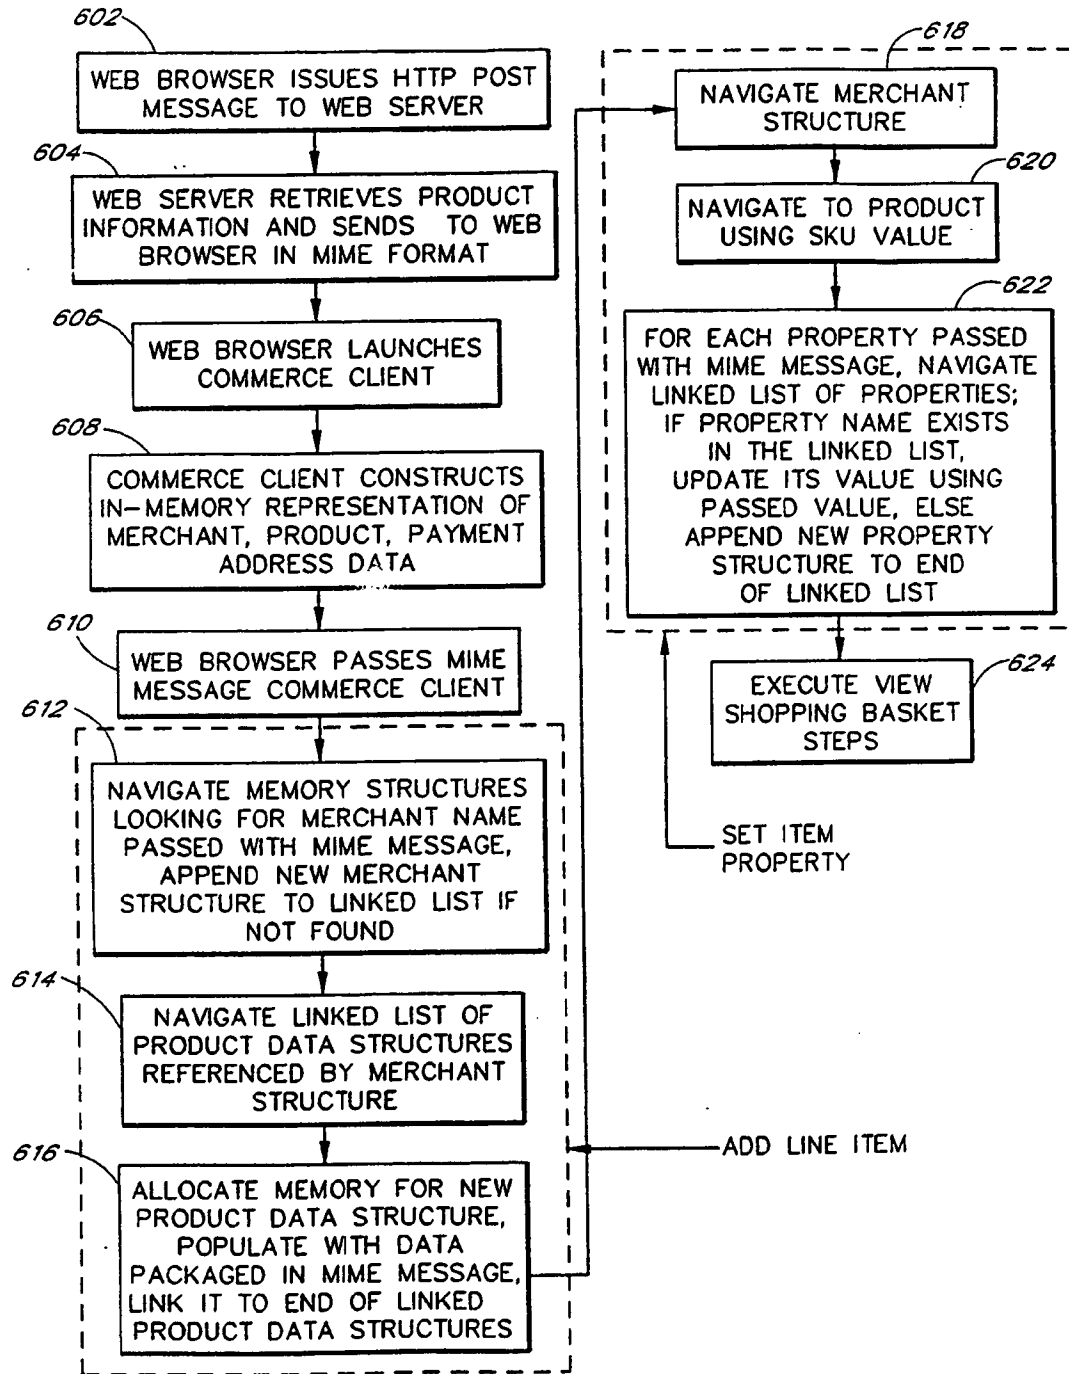 602
WEB BROWSER ISSUES HTTP POST
MESSAGE TO WEB SERVER
604
WEB SERVER RETRIEVES PRODUCT
INFORMATION AND SENDS TO WEB
BROWSER IN MIME FORMAT
606
WEB BROWSER LAUNCHES
COMMERCE CLIENT
608
COMMERCE CLIENT CONSTRUCTS
IN-MEMORY REPRESENTATION OF
MERCHANT, PRODUCT, PAYMENT
ADDRESS DATA
610
WEB BROWSER PASSES MIME
MESSAGE COMMERCE CLIENT
612
NAVIGATE MEMORY STRUCTURES
LOOKING FOR MERCHANT NAME
PASSED WITH MIME MESSAGE,
APPEND NEW MERCHANT
STRUCTURE TO LINKED LIST IF
NOT FOUND
614
NAVIGATE LINKED LIST OF
PRODUCT DATA STRUCTURES
REFERENCED BY MERCHANT
STRUCTURE
616
ALLOCATE MEMORY FOR NEW
PRODUCT DATA STRUCTURE,
POPULATE WITH DATA
PACKAGED IN MIME MESSAGE,
LINK IT TO END OF LINKED
PRODUCT DATA STRUCTURES
ADD LINE ITEM
618
NAVIGATE MERCHANT
STRUCTURE
620
NAVIGATE TO PRODUCT
USING SKU VALUE
622
FOR EACH PROPERTY PASSED
WITH MIME MESSAGE, NAVIGATE
LINKED LIST OF PROPERTIES;
IF PROPERTY NAME EXISTS
IN THE LINKED LIST,
UPDATE ITS VALUE USING
PASSED VALUE, ELSE
APPEND NEW PROPERTY
STRUCTURE TO END
OF LINKED LIST
624
EXECUTE VIEW
SHOPPING BASKET
STEPS
SET ITEM
PROPERTY